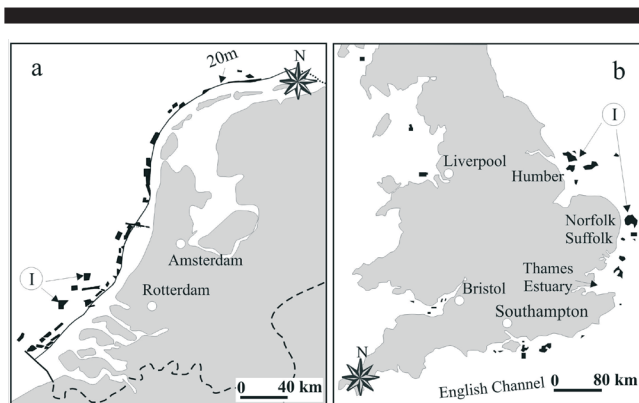 a
20m
N
I
Amsterdam
Rotterdam
0 40 km
b
I
Liverpool
Humber
Norfolk
Suffolk
Thames
Estuary
Bristol
Southampton
N
English Channel
0 80 km